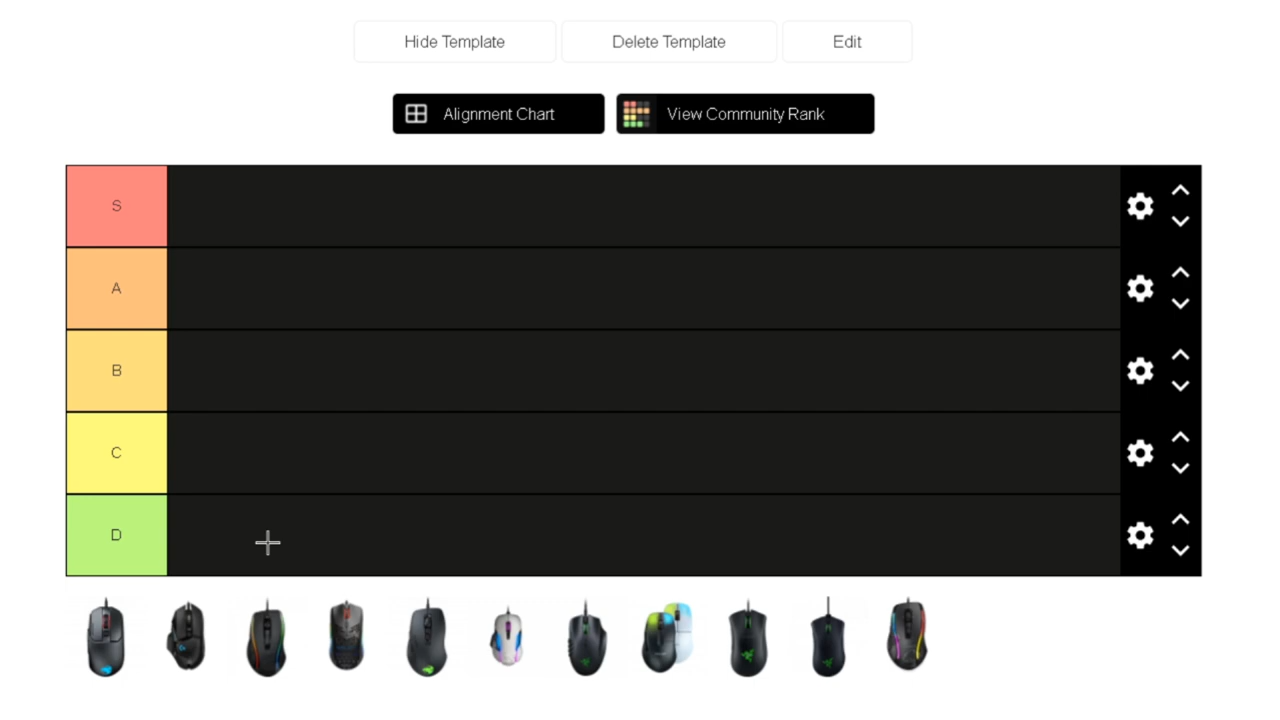 Hide Template
Delete Template
Edit
Alignment Chart
View Community Rank
S
A
B
C
D